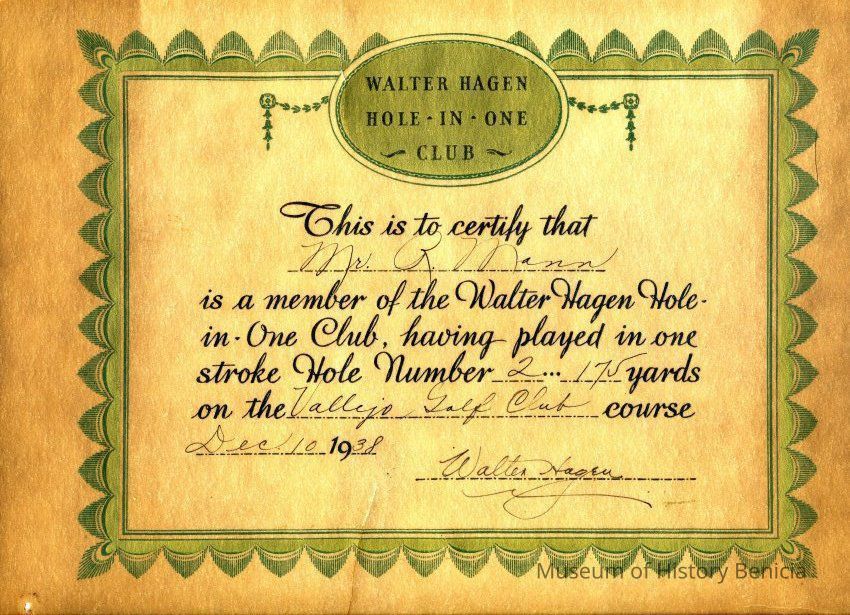 WALTER HAGEN
HOLE-IN-ONE
CLUB
This is to certify that
Mr. R Mann
is a member of the Walter Hagen Hole-
in-One Club, having played in one
stroke Hole Number 2 ... 175 yards
on the Vallejo Golf Club course
Dec 10 1938
Walter Hagen
Museum of History Benicia